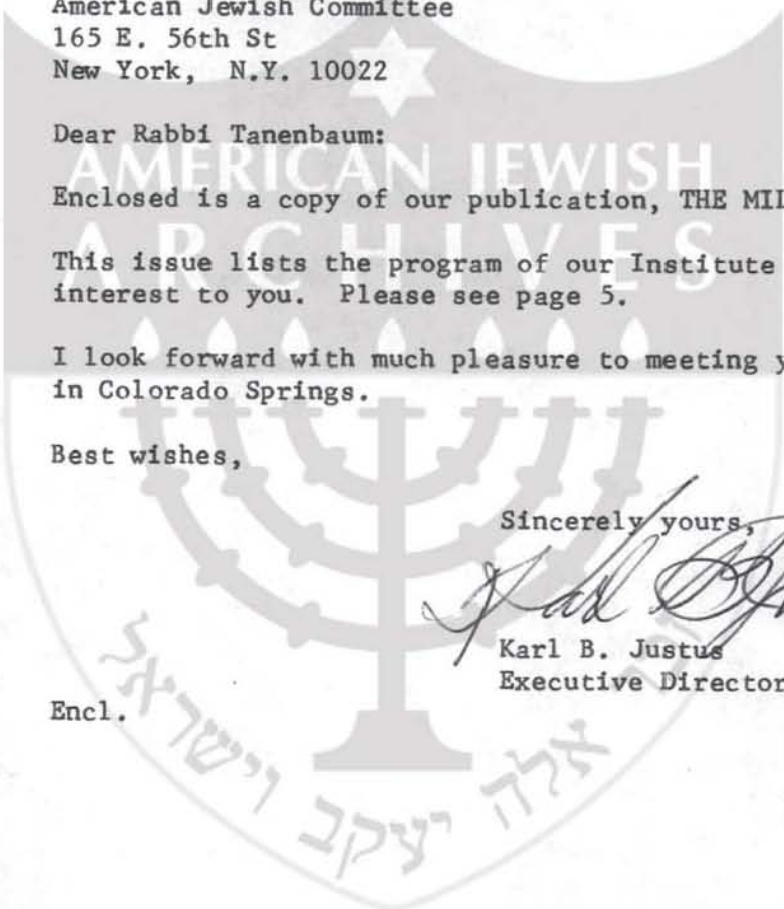 American Jewish Committee
165 E. 56th St
New York, N.Y. 10022
Dear Rabbi Tanenbaum:
AMERICAN JEWISH
Enclosed is a copy of our publication, THE
ARCHIVES
This issue lists the program of our Institute
interest to you. Please see page 5.
I look forward with much pleasure to meeting
in Colorado Springs.
Best wishes,
Sincerely yours,
Karl B. Justus
Executive Director
Encl.
אלה יעקב וישראל